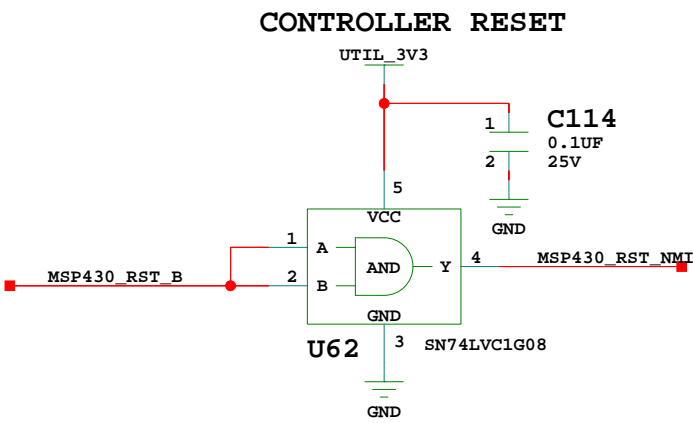 CONTROLLER RESET
UTIL_3V3
1
C114
0.1UF
2
25V
5
VCC
GND
1
A
MSP430_RST_B
2
B
AND
Y
4
MSP430_RST_NMI
GND
U62
3
SN74LVC1G08
GND